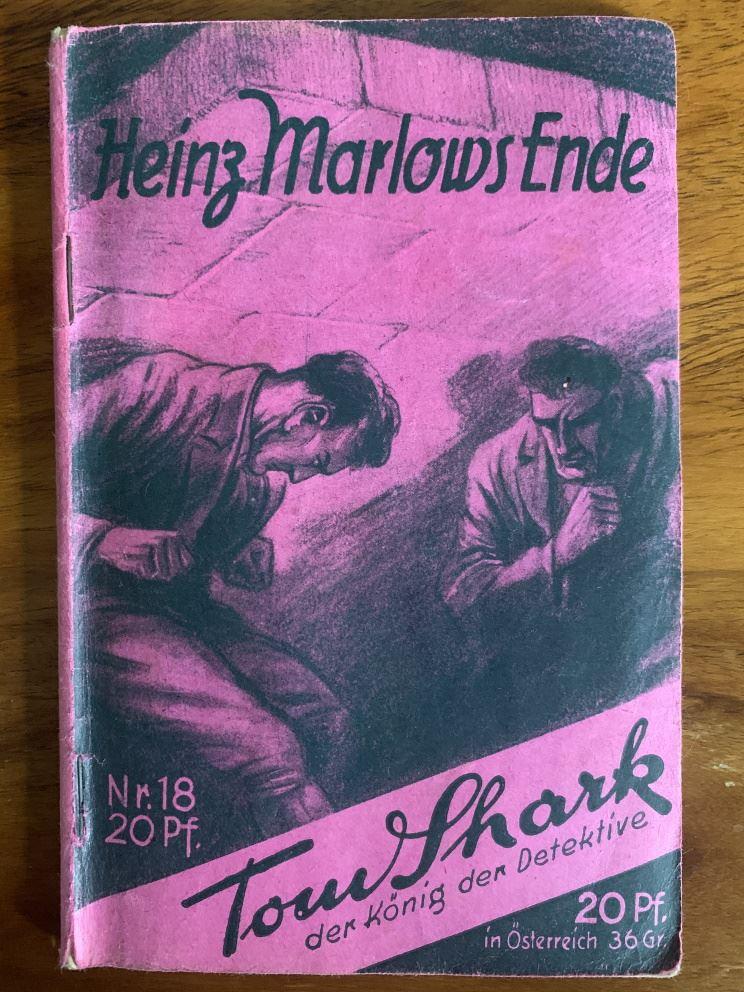 Heinz Marlows Ende
Nr. 18
20 Pf.
Tom Shark
der König der Detektive
20 Pf.
in Österreich 36 Gr.